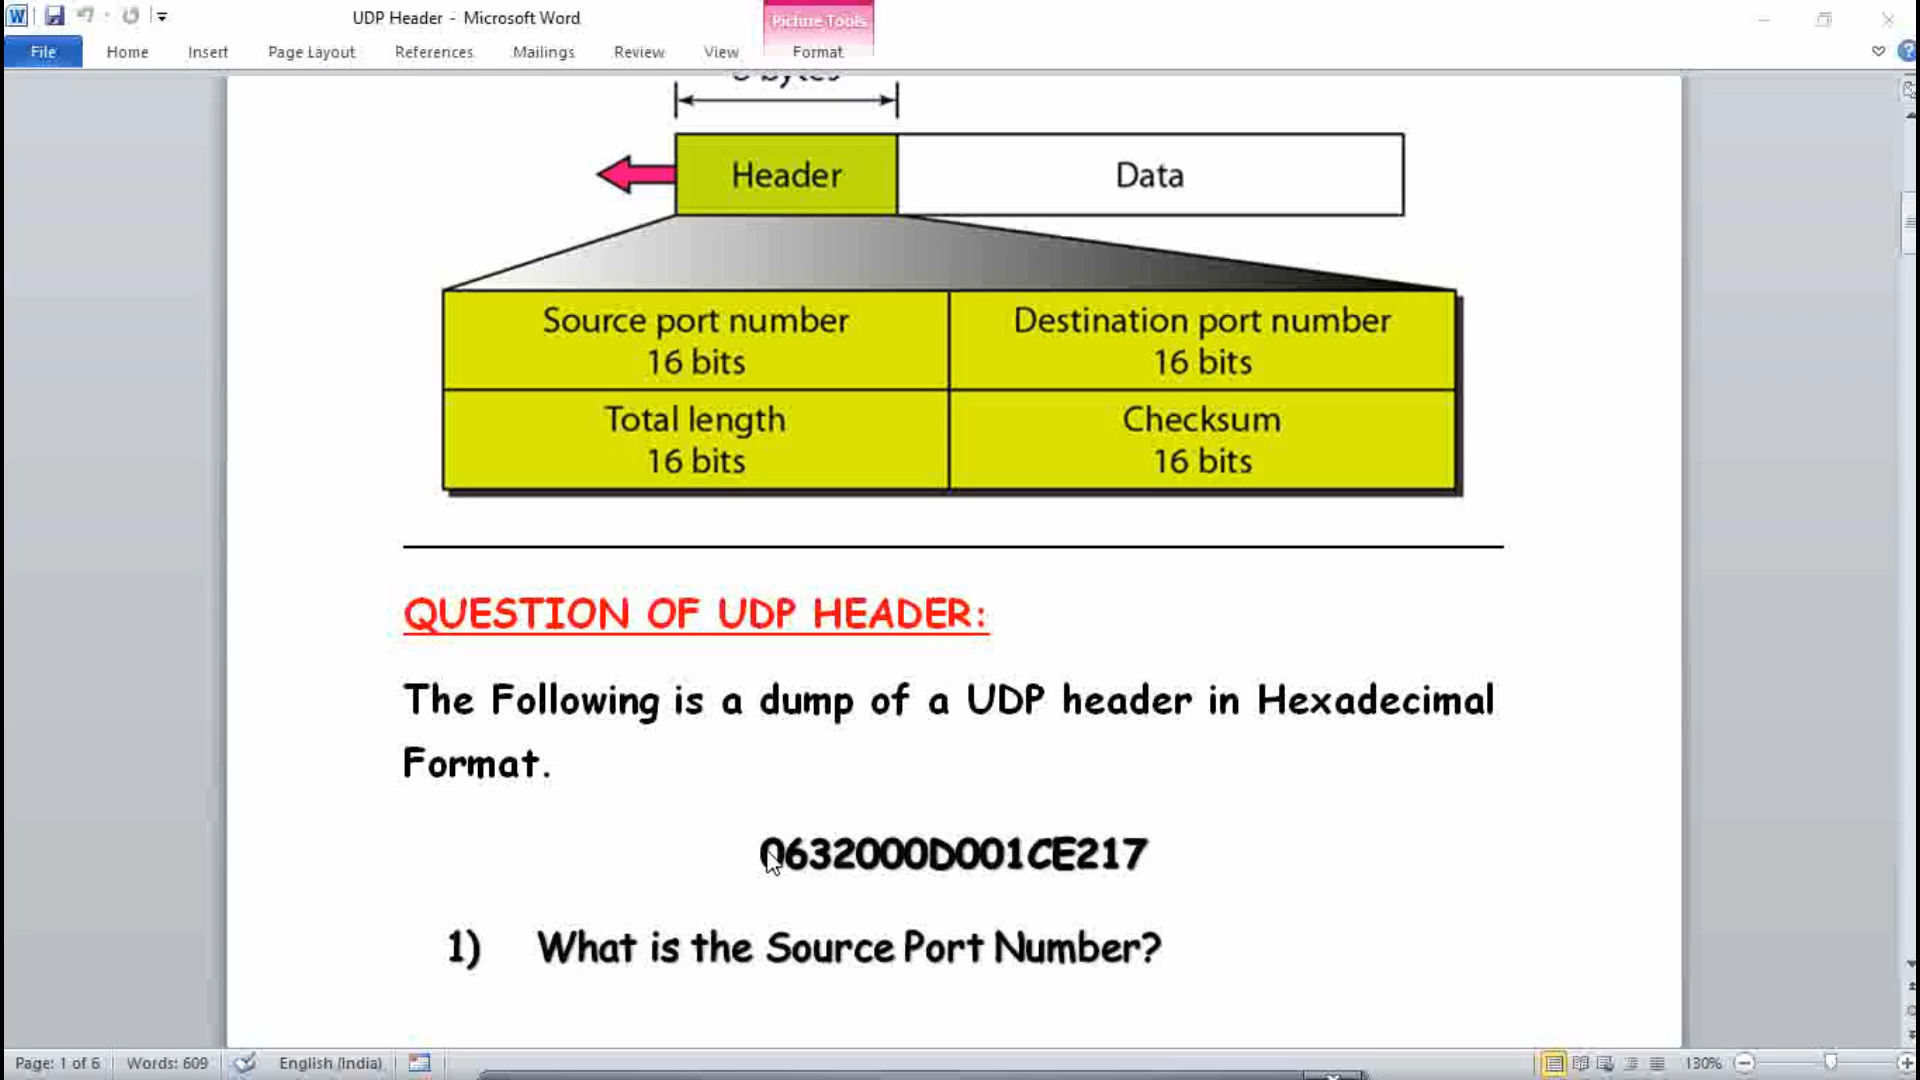 UDP Header - Microsoft Word
Picture Tools
File Home Insert Page Layout References Mailings Review View Format
bytes
Header
Data
Source port number
16 bits
Destination port number
16 bits
Total length
16 bits
Checksum
16 bits
QUESTION OF UDP HEADER:
The Following is a dump of a UDP header in Hexadecimal
Format.
0632000D001CE217
1) What is the Source Port Number?
Page: 1 of 6 Words: 609 English (India) 130%